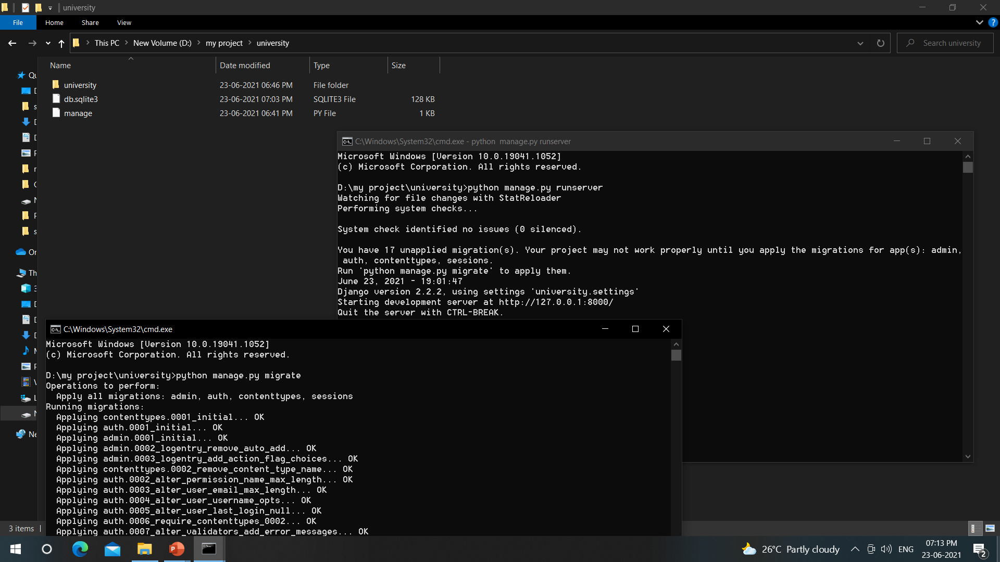 university
File Home Share View
This PC New Volume (D:) my project university
Search university
Name Date modified Type Size
university 23-06-2021 06:46 PM File folder
db.sqlite3 23-06-2021 07:03 PM SQLITE3 File 128 KB
manage 23-06-2021 06:41 PM PY File 1 KB
C:\Windows\System32\cmd.exe - python  manage.py runserver
Microsoft Windows [Version 10.0.19041.1052]
(c) Microsoft Corporation. All rights reserved.
D:\my project\university>python manage.py runserver
Watching for file changes with StatReloader
Performing system checks...
System check identified no issues (0 silenced).
You have 17 unapplied migration(s). Your project may not work properly until you apply the migrations for app(s): admin,
auth, contenttypes, sessions.
Run 'python manage.py migrate' to apply them.
June 23, 2021 - 19:01:47
Django version 2.2.2, using settings 'university.settings'
Starting development server at http://127.0.0.1:8000/
Quit the server with CTRL-BREAK.
C:\Windows\System32\cmd.exe
Microsoft Windows [Version 10.0.19041.1052]
(c) Microsoft Corporation. All rights reserved.
D:\my project\university>python manage.py migrate
Operations to perform:
Apply all migrations: admin, auth, contenttypes, sessions
Running migrations:
Applying contenttypes.0001_initial... OK
Applying auth.0001_initial... OK
Applying admin.0001_initial... OK
Applying admin.0002_logentry_remove_auto_add... OK
Applying admin.0003_logentry_add_action_flag_choices... OK
Applying contenttypes.0002_remove_content_type_name... OK
Applying auth.0002_alter_permission_name_max_length... OK
Applying auth.0003_alter_user_email_max_length... OK
Applying auth.0004_alter_user_username_opts... OK
Applying auth.0005_alter_user_last_login_null... OK
Applying auth.0006_require_contenttypes_0002... OK
Applying auth.0007_alter_validators_add_error_messages... OK
3 items
26°C Partly cloudy
ENG
07:13 PM
23-06-2021
2